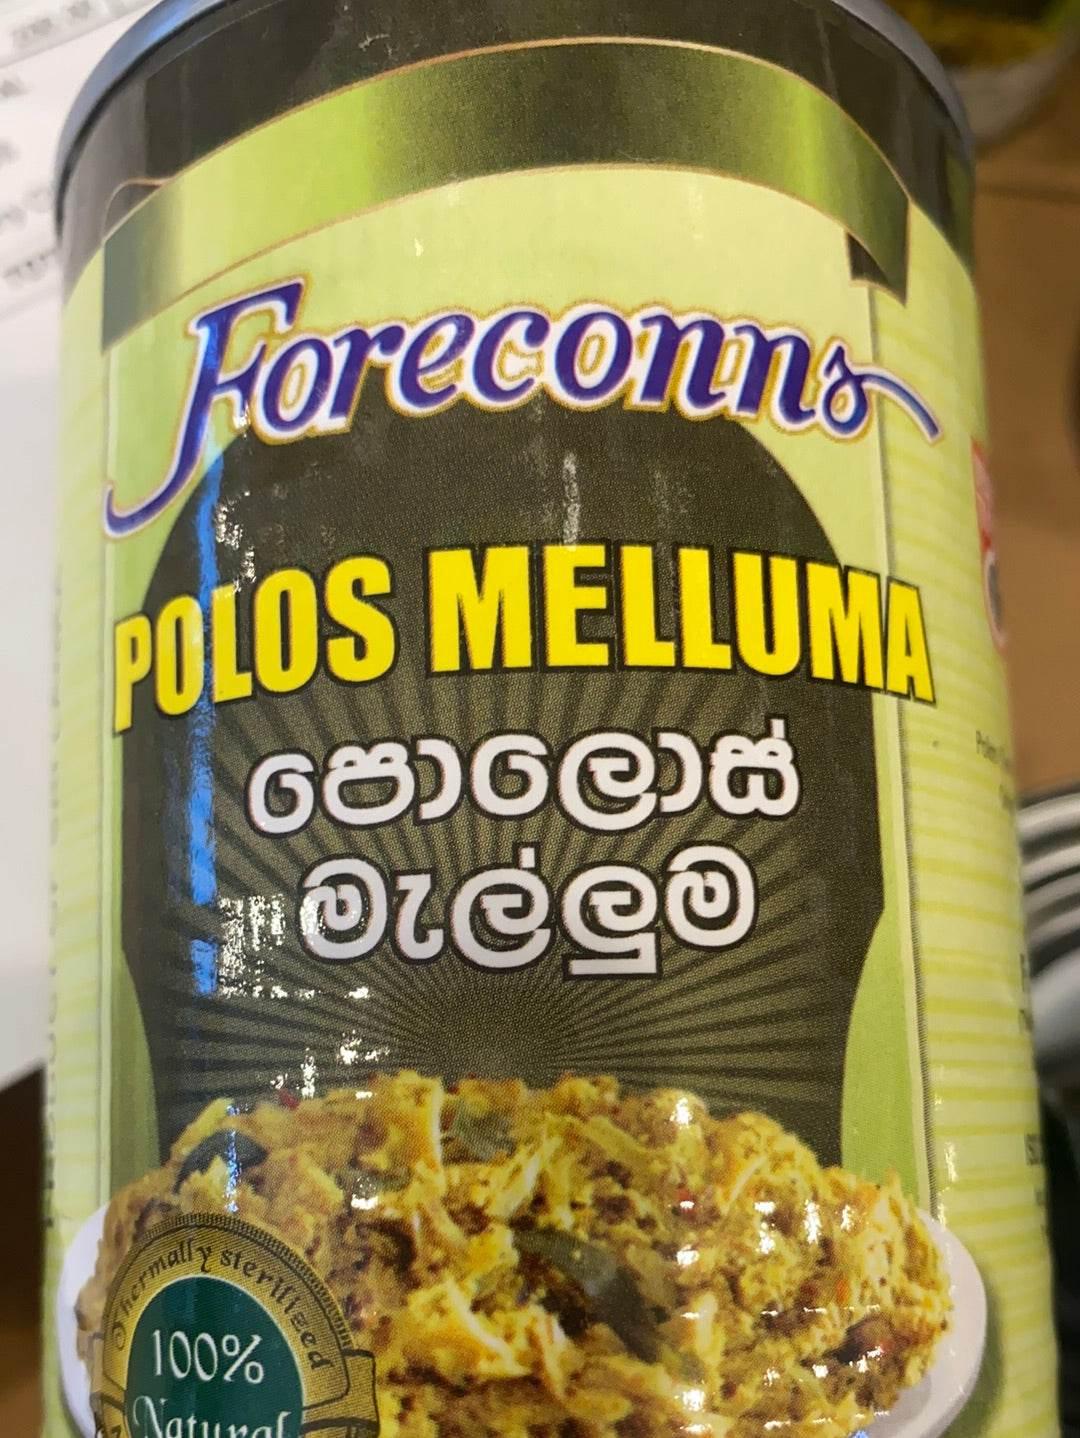 Foreconns
POLOS MELLUMA
පොලොස්
මැල්ලුම
Thermally sterilized
100%
Natural